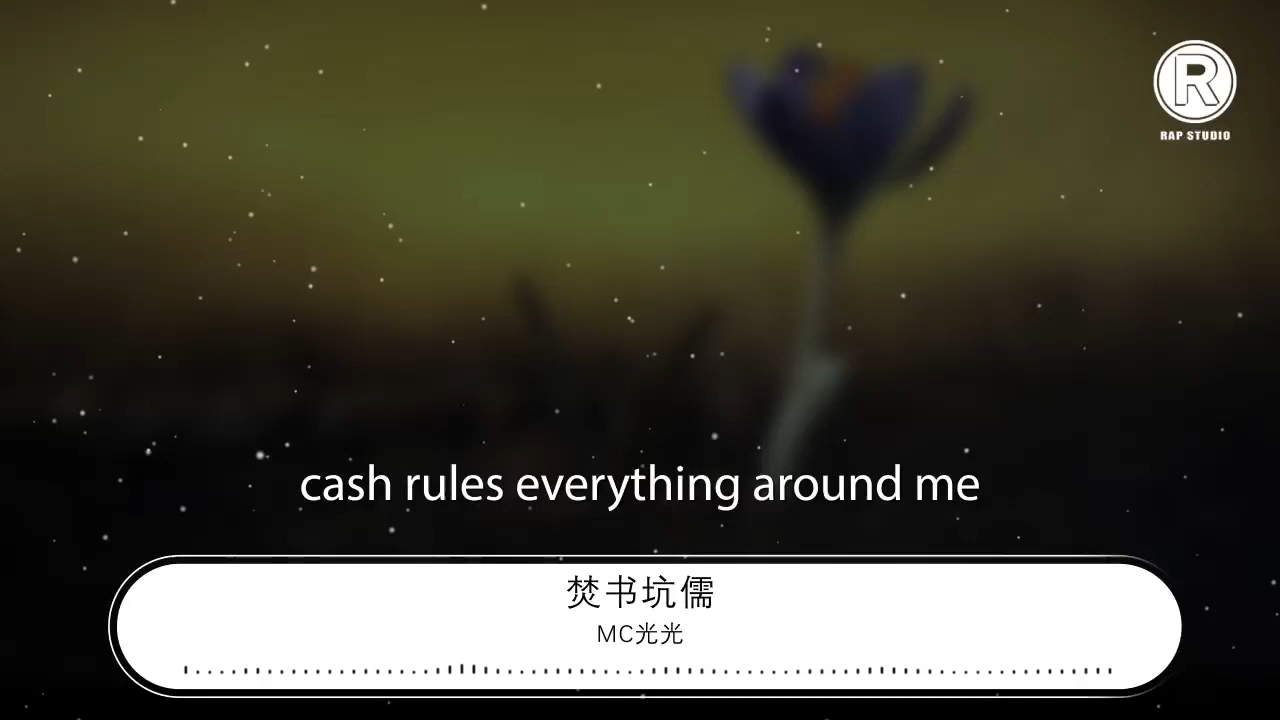 R
RAP STUDIO
cash rules everything around me
焚书坑儒
MC光光